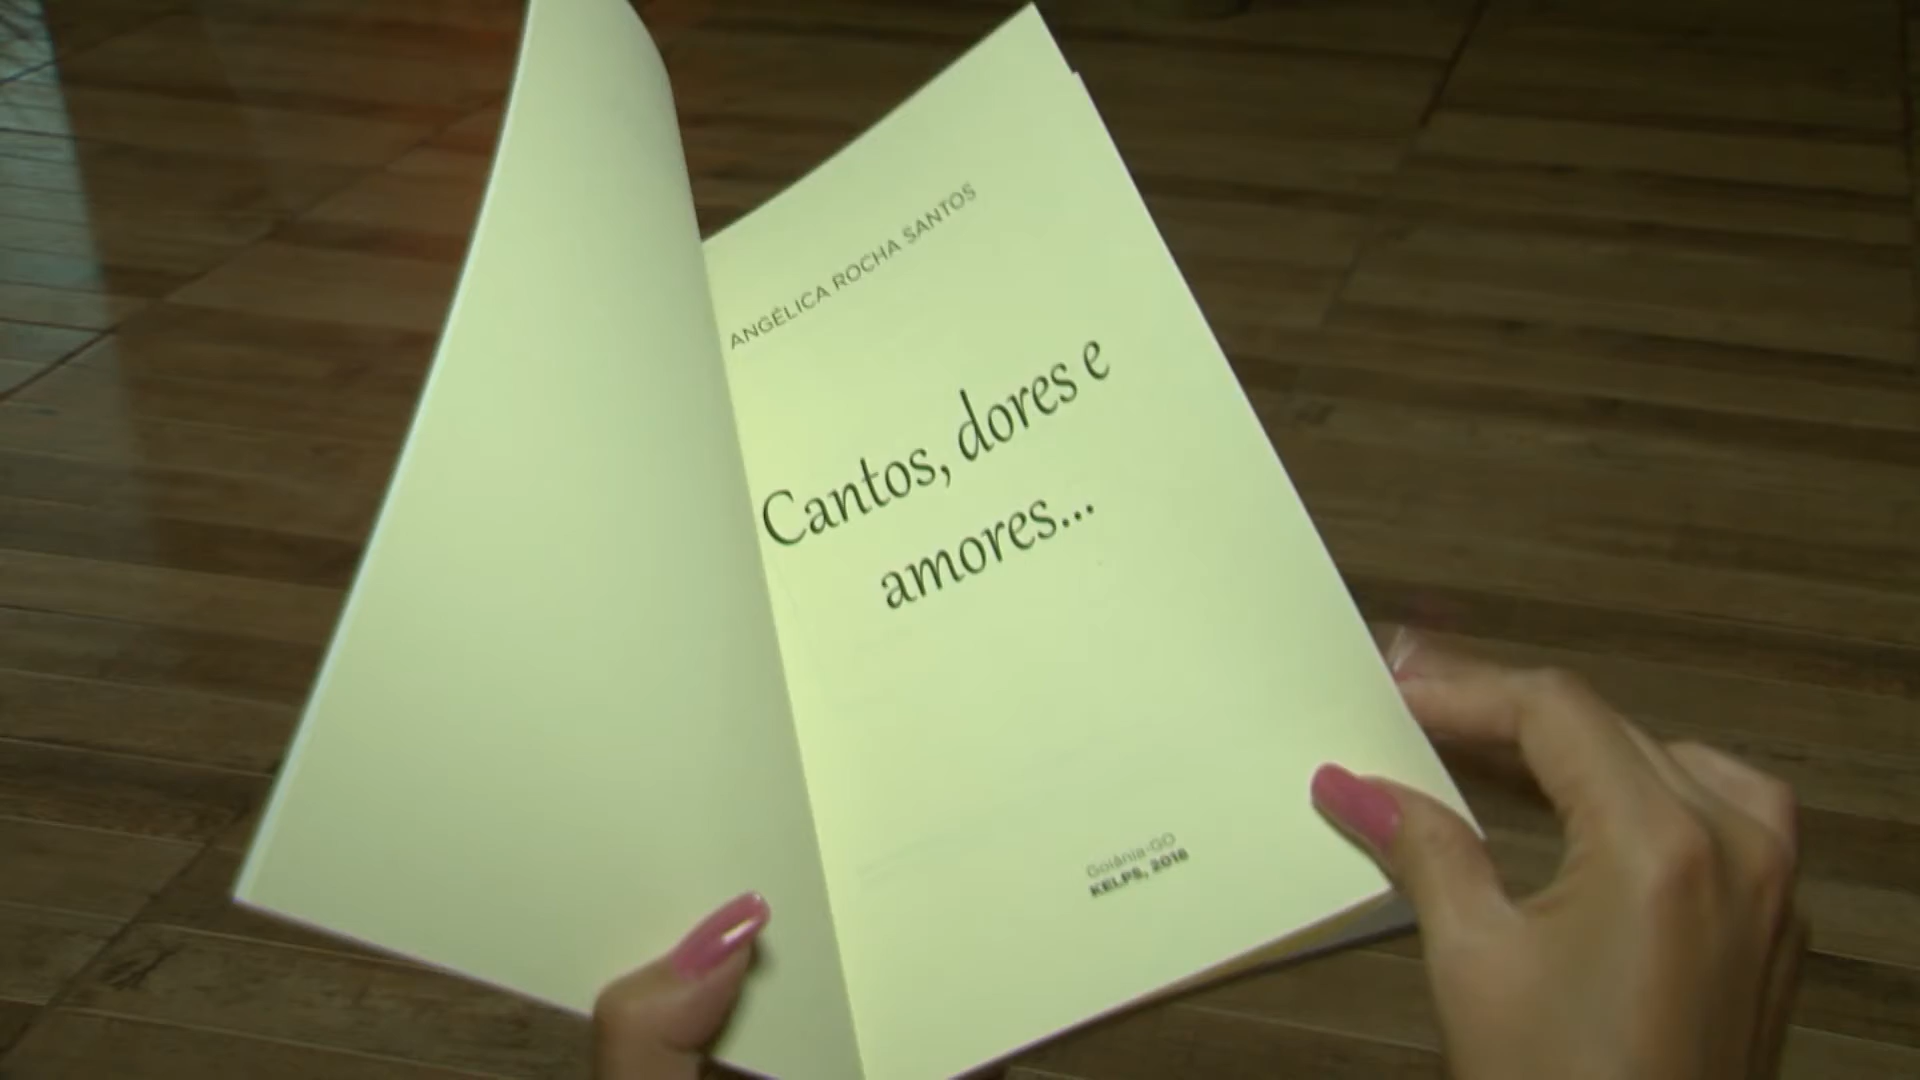 ANGÉLICA ROCHA SANTOS
Cantos, dores e
amores...
Goiânia-GO
KELPS, 2018